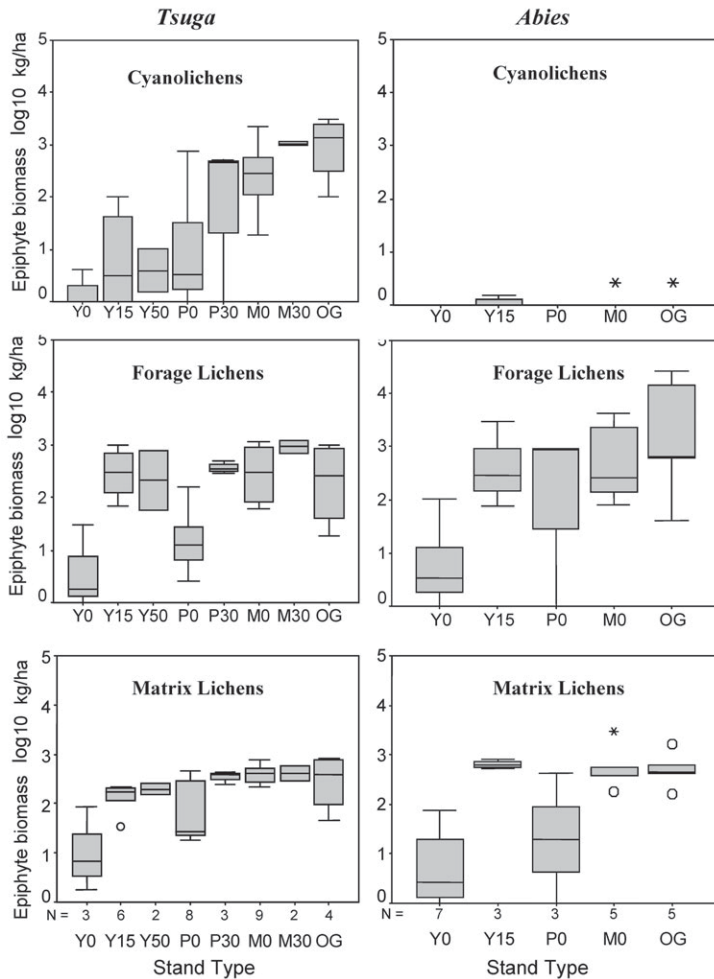 Tsuga
Abies
Epiphyte biomass log10 kg/ha
5
4
3
2
1
0
Cyanolichens
Y0 Y15 Y50 P0 P30 M0 M30 OG
5
4
3
2
1
0
Cyanolichens
* *
Y0 Y15 P0 M0 OG
Epiphyte biomass log10 kg/ha
5
4
3
2
1
0
Forage Lichens
Y0 Y15 Y50 P0 P30 M0 M30 OG
5
4
3
2
1
0
Forage Lichens
Y0 Y15 P0 M0 OG
Epiphyte biomass log10 kg/ha
5
4
3
2
1
0
Matrix Lichens
N = 3 6 2 8 3 9 2 4
Y0 Y15 Y50 P0 P30 M0 M30 OG
Stand Type
5
4
3
2
1
0
Matrix Lichens
*
N = 7 3 3 5 5
Y0 Y15 P0 M0 OG
Stand Type